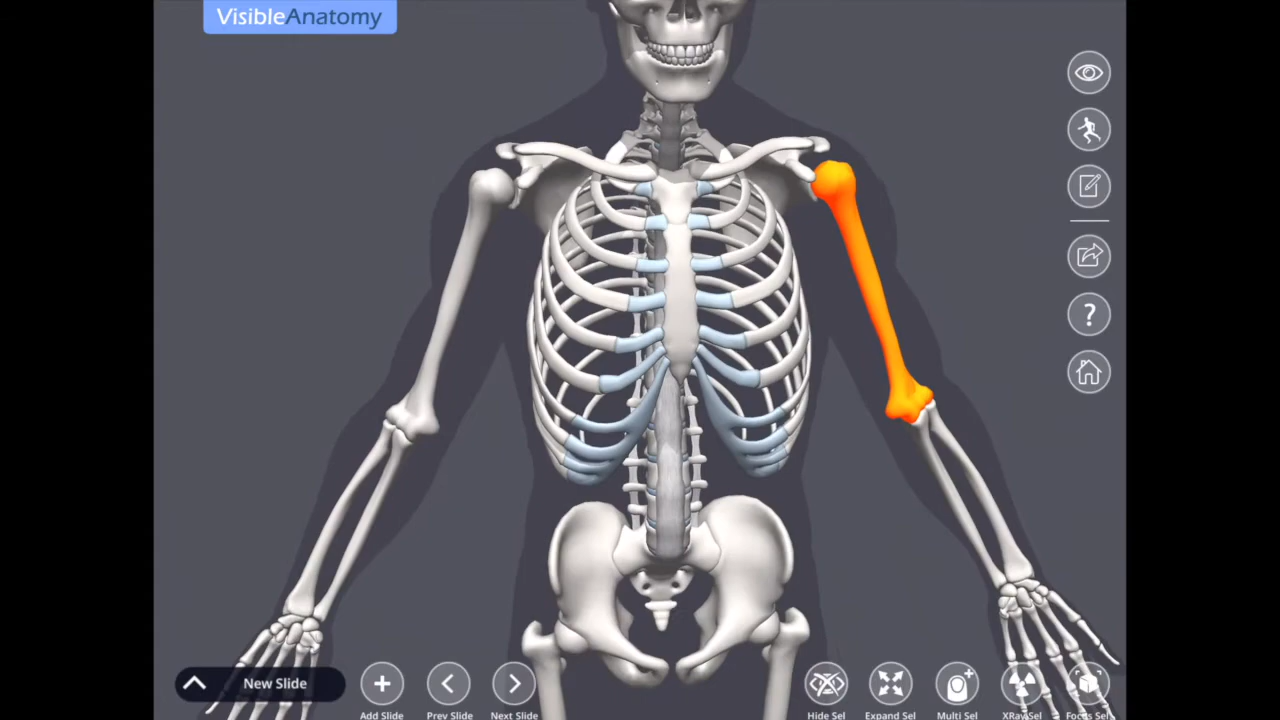 VisibleAnatomy
?
New Slide
Add Slide
Prev Slide
Next Slide
Hide Sel
Expand Sel
Multi Sel
XRay Sel
Focus Sel